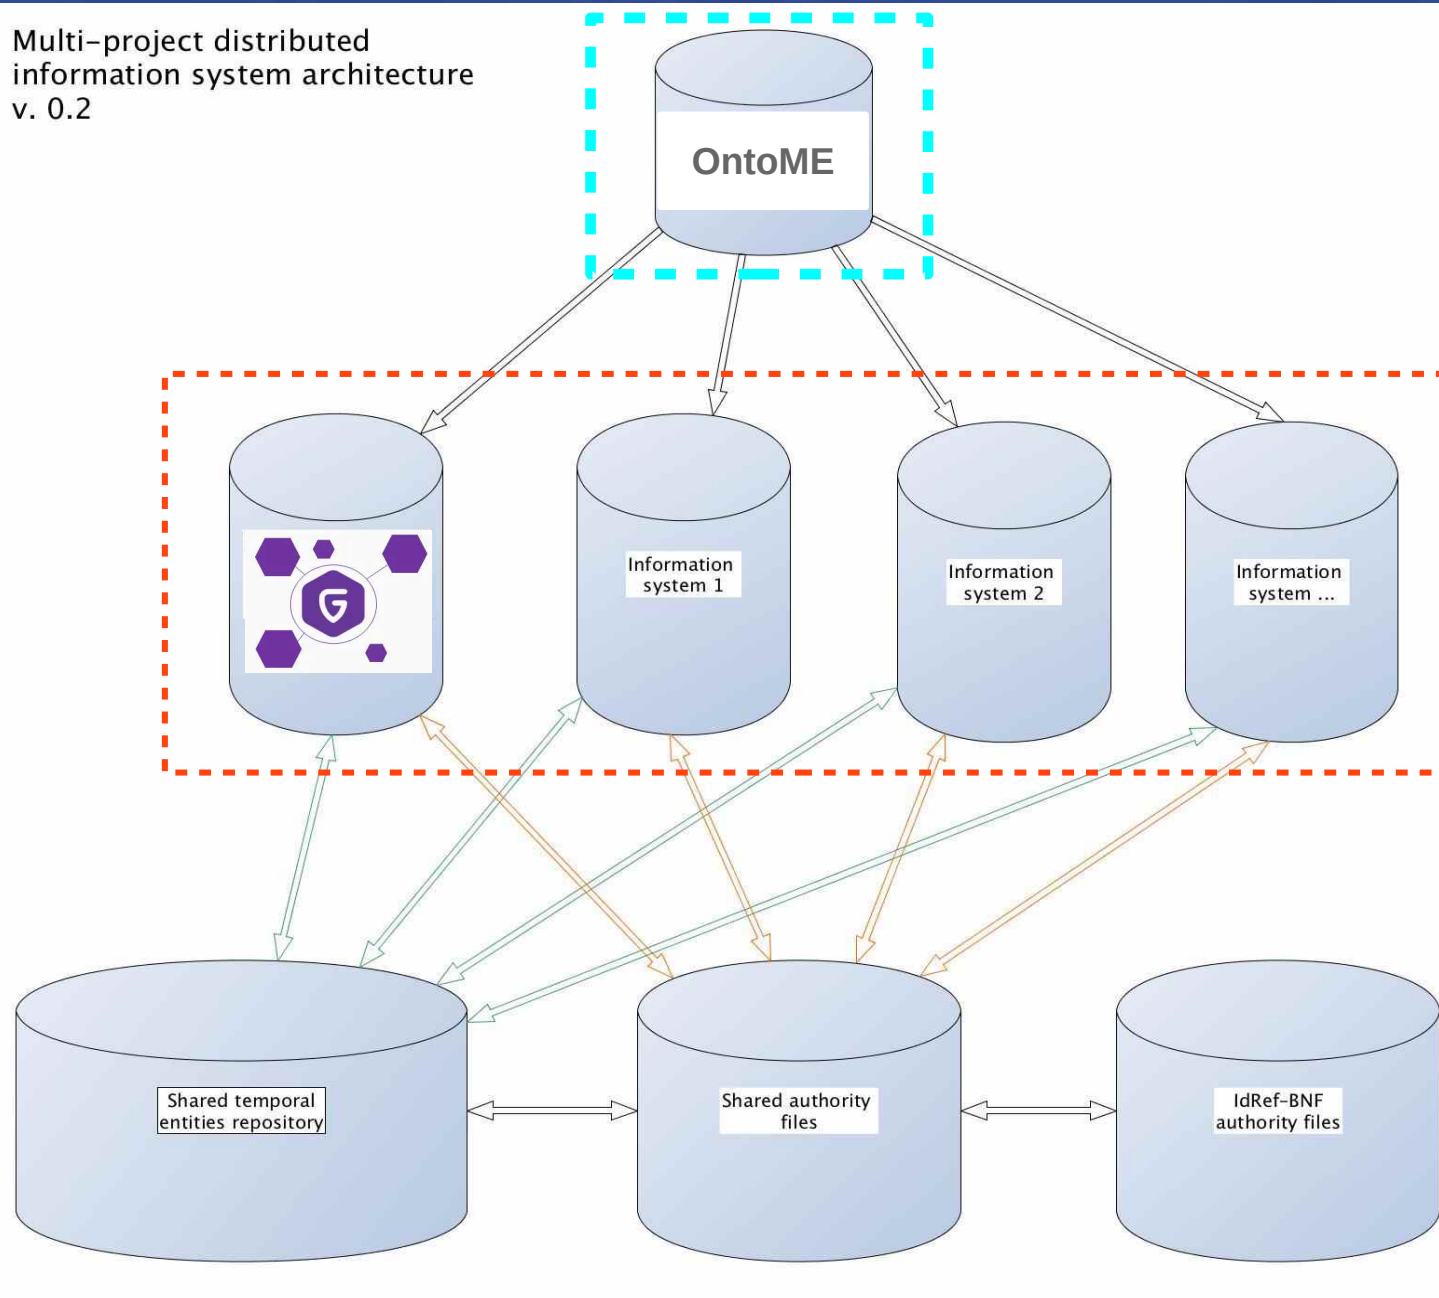 Multi-project distributed
information system architecture
v. 0.2
OntoME
G
Information
system 1
Information
system 2
Information
system ...
Shared temporal
entities repository
Shared authority
files
IdRef-BNF
authority files